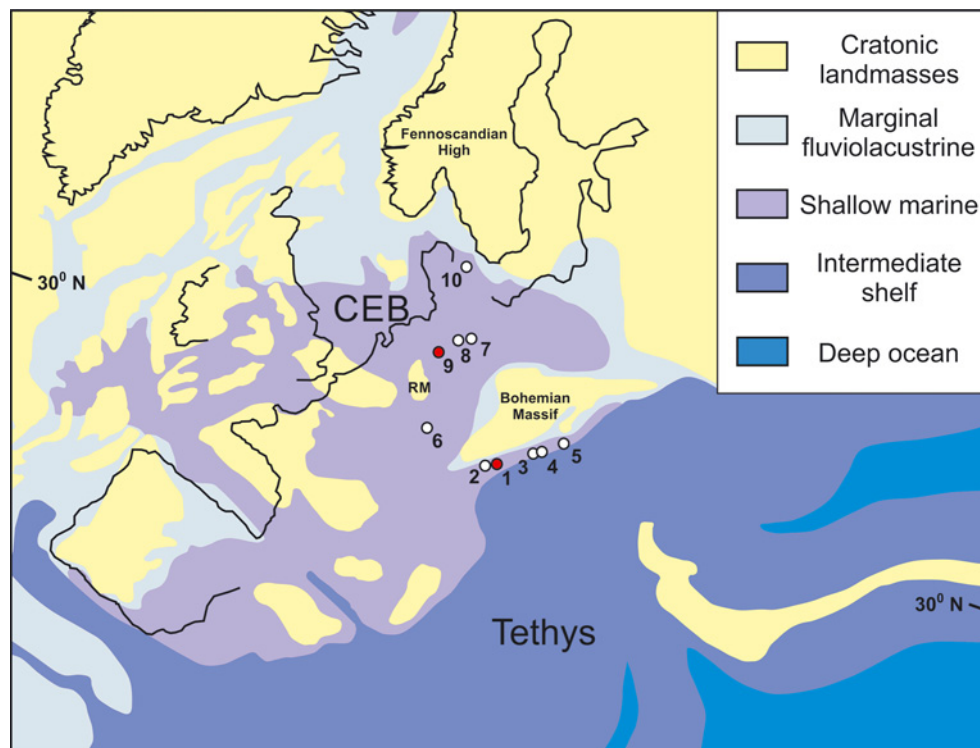 Fennoscandian
High
30⁰ N
CEB
10
8
7
9
RM
Bohemian
Massif
6
2
1
3
4
5
Tethys
30⁰ N
Cratonic
landmasses
Marginal
fluviolacustrine
Shallow marine
Intermediate
shelf
Deep ocean